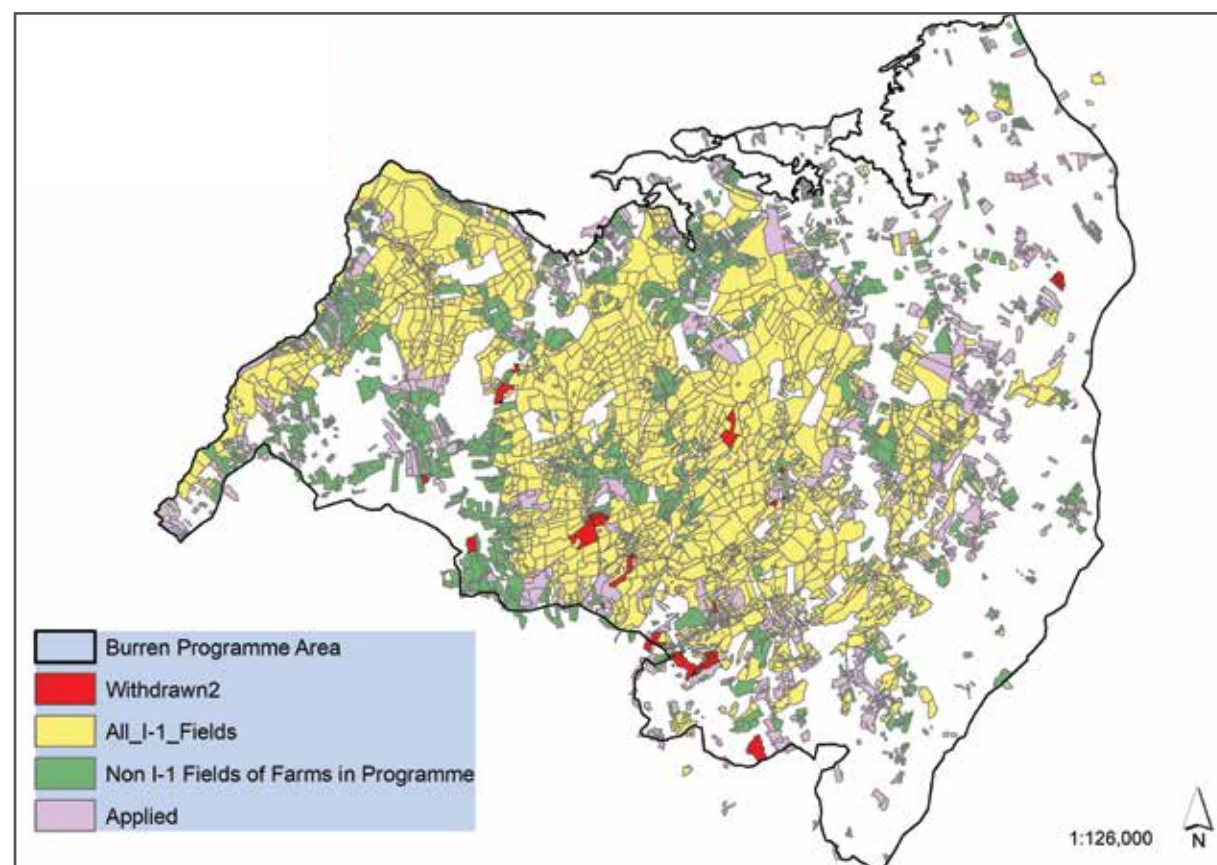 Burren Programme Area
Withdrawn2
All_I-1_Fields
Non I-1 Fields of Farms in Programme
Applied
1:126,000
N